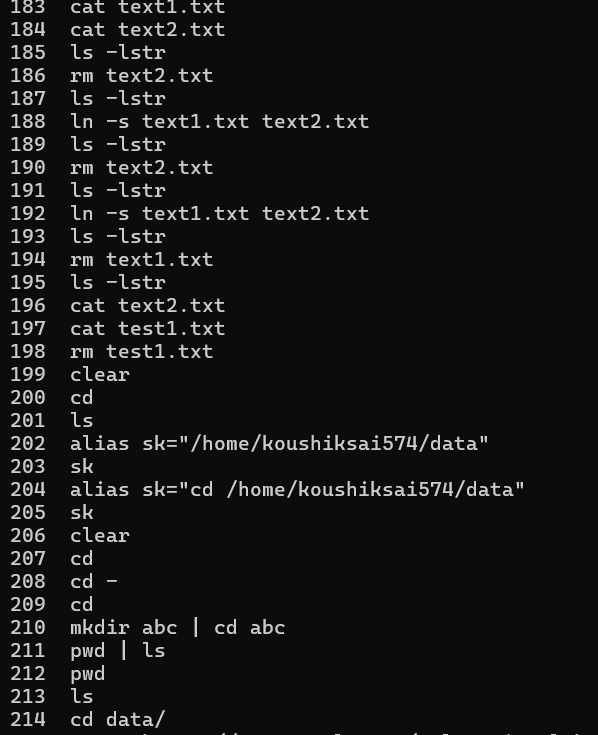 183 cat text1.txt
184 cat text2.txt
185 ls -lstr
186 rm text2.txt
187 ls -lstr
188 ln -s text1.txt text2.txt
189 ls -lstr
190 rm text2.txt
191 ls -lstr
192 ln -s text1.txt text2.txt
193 ls -lstr
194 rm text1.txt
195 ls -lstr
196 cat text2.txt
197 cat test1.txt
198 rm test1.txt
199 clear
200 cd
201 ls
202 alias sk="/home/koushiksai574/data"
203 sk
204 alias sk="cd /home/koushiksai574/data"
205 sk
206 clear
207 cd
208 cd -
209 cd
210 mkdir abc | cd abc
211 pwd | ls
212 pwd
213 ls
214 cd data/